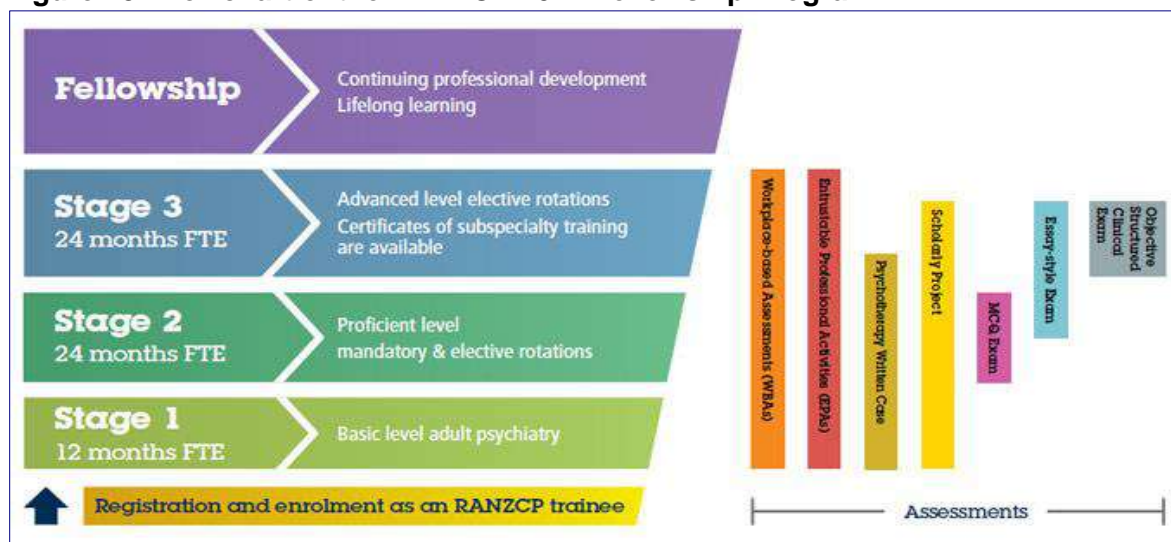 Fellowship
Continuing professional development
Lifelong learning
Stage 3
24 months FTE
Advanced level elective rotations
Certificates of subspecialty training
are available
Stage 2
24 months FTE
Proficient level
mandatory & elective rotations
Stage 1
12 months FTE
Basic level adult psychiatry
Registration and enrolment as an RANZCP trainee
Workplace-based Assessments (WBAs)
Entrustable Professional Activities (EPAs)
Psychotherapy Written Case
Scholarly Project
MCQ Exam
Essay-style Exam
Objective
Structured
Clinical
Exam
Assessments